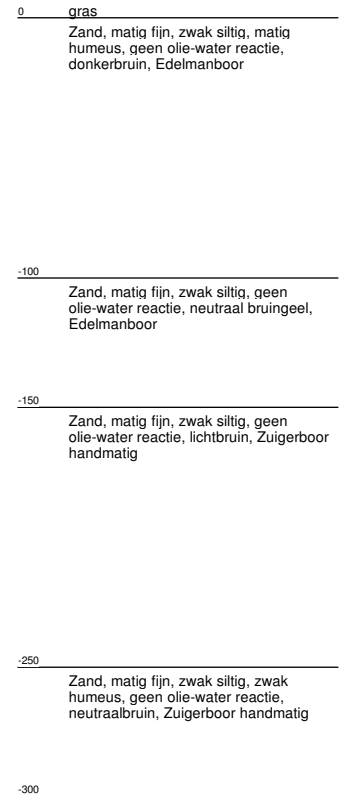 0 gras
Zand, matig fijn, zwak siltig, matig
humeus, geen olie-water reactie,
donkerbruin, Edelmanboor
-100
Zand, matig fijn, zwak siltig, geen
olie-water reactie, neutraal bruingeel,
Edelmanboor
-150
Zand, matig fijn, zwak siltig, geen
olie-water reactie, lichtbruin, Zuigerboor
handmatig
-250
Zand, matig fijn, zwak siltig, zwak
humeus, geen olie-water reactie,
neutraalbruin, Zuigerboor handmatig
-300